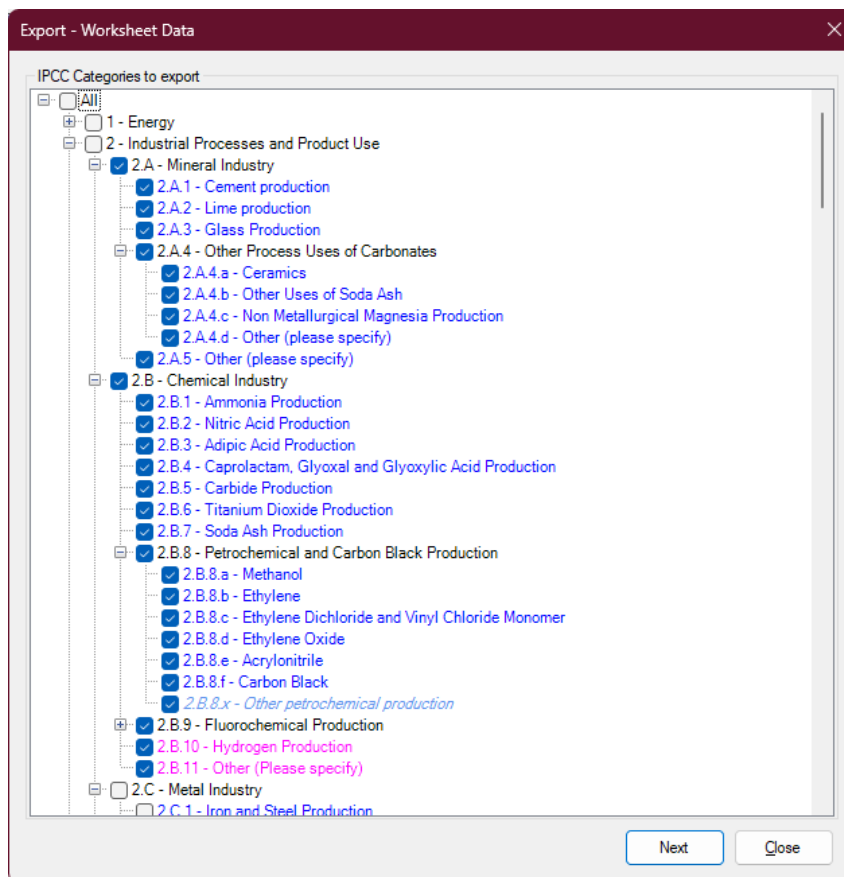 Export - Worksheet Data
IPCC Categories to export
All
1 - Energy
2 - Industrial Processes and Product Use
2.A - Mineral Industry
2.A.1 - Cement production
2.A.2 - Lime production
2.A.3 - Glass Production
2.A.4 - Other Process Uses of Carbonates
2.A.4.a - Ceramics
2.A.4.b - Other Uses of Soda Ash
2.A.4.c - Non Metallurgical Magnesia Production
2.A.4.d - Other (please specify)
2.A.5 - Other (please specify)
2.B - Chemical Industry
2.B.1 - Ammonia Production
2.B.2 - Nitric Acid Production
2.B.3 - Adipic Acid Production
2.B.4 - Caprolactam, Glyoxal and Glyoxylic Acid Production
2.B.5 - Carbide Production
2.B.6 - Titanium Dioxide Production
2.B.7 - Soda Ash Production
2.B.8 - Petrochemical and Carbon Black Production
2.B.8.a - Methanol
2.B.8.b - Ethylene
2.B.8.c - Ethylene Dichloride and Vinyl Chloride Monomer
2.B.8.d - Ethylene Oxide
2.B.8.e - Acrylonitrile
2.B.8.f - Carbon Black
2.B.8.x - Other petrochemical production
2.B.9 - Fluorochemical Production
2.B.10 - Hydrogen Production
2.B.11 - Other (Please specify)
2.C - Metal Industry
2.C.1 - Iron and Steel Production
Next Close